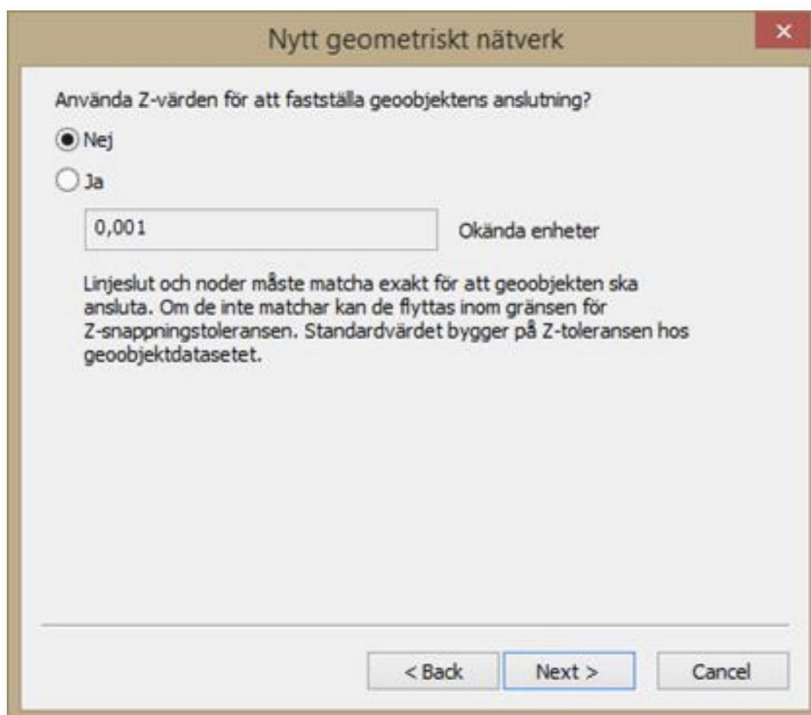 Nytt geometriskt nätverk
Använda Z-värden för att fastställa geoobjektens anslutning?
Nej
Ja
0,001 Okända enheter
Linjeslut och noder måste matcha exakt för att geoobjekten ska
ansluta. Om de inte matchar kan de flyttas inom gränsen för
Z-snappningstoleransen. Standardvärdet bygger på Z-toleransen hos
geoobjektdatasetet.
< Back Next > Cancel